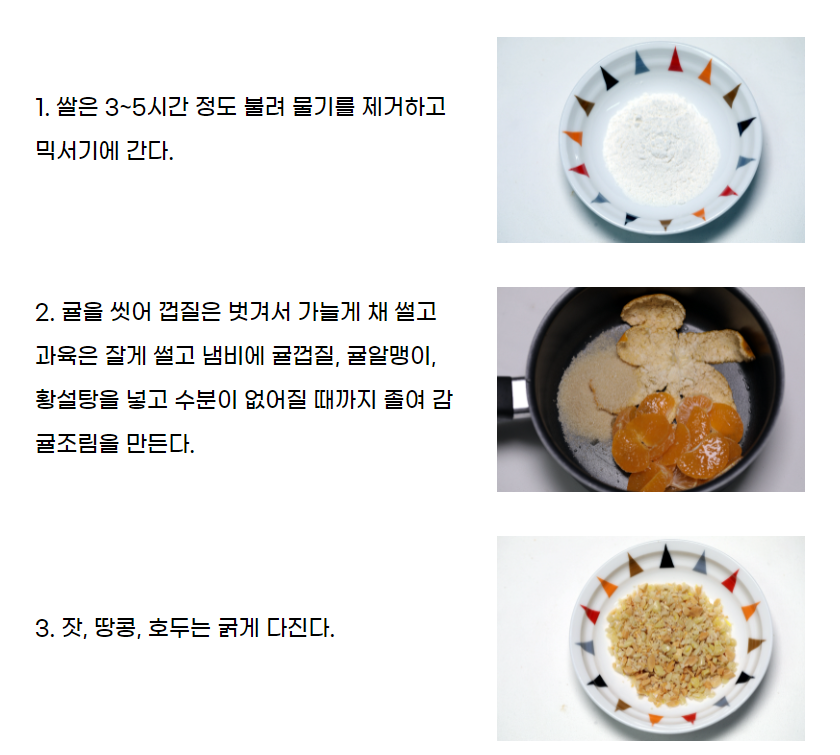 1. 쌀은 3~5시간 정도 불려 물기를 제거하고
믹서기에 간다.
2. 귤을 씻어 껍질은 벗겨서 가늘게 채 썰고
과육은 잘게 썰고 냄비에 귤껍질, 귤알맹이,
황설탕을 넣고 수분이 없어질 때까지 졸여 감
귤조림을 만든다.
3. 잣, 땅콩, 호두는 굵게 다진다.